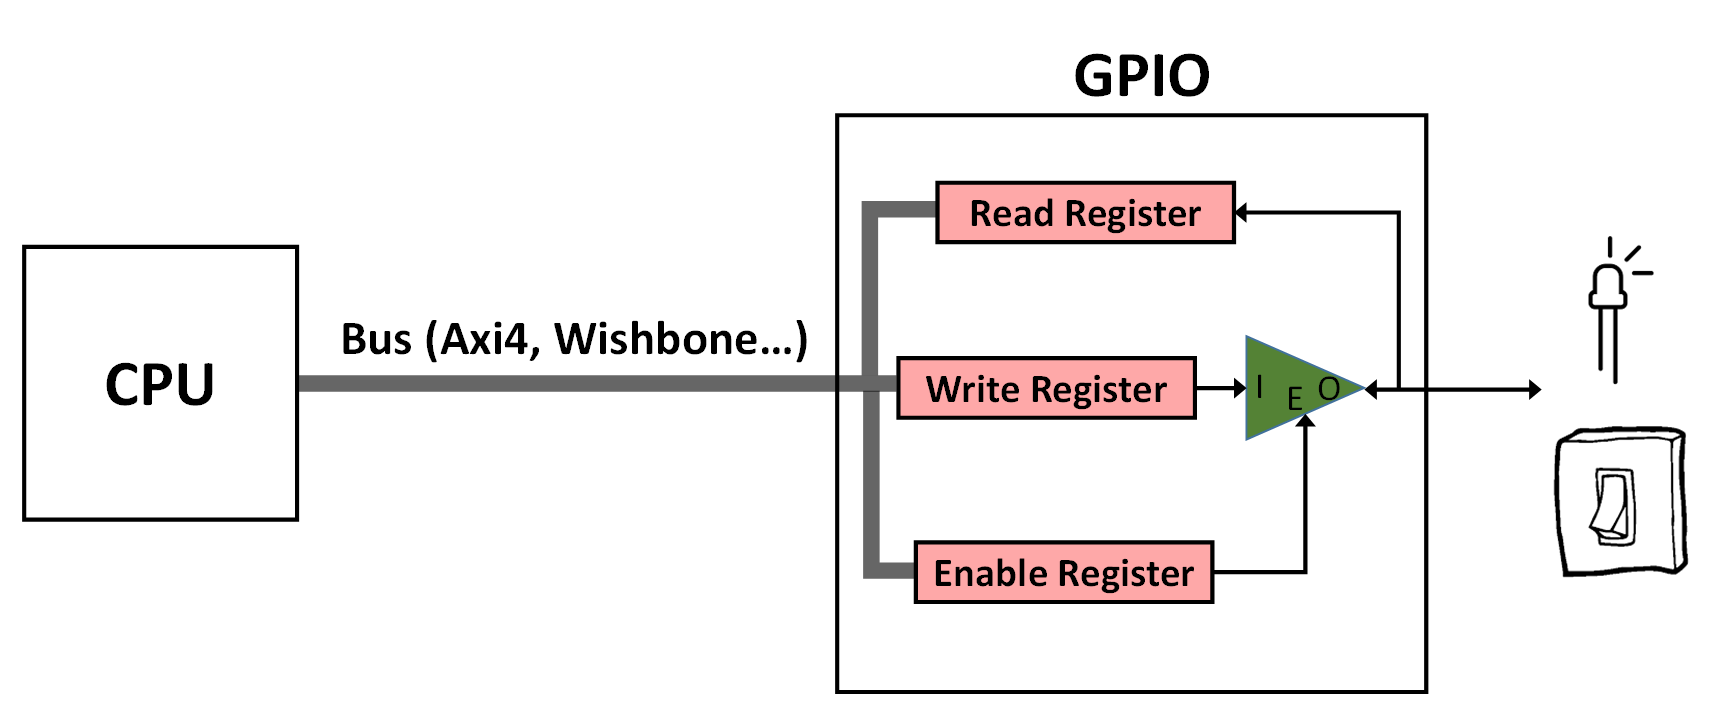 GPIO
Read Register
Bus (Axi4, Wishbone...)
CPU
Write Register
I E O
Enable Register